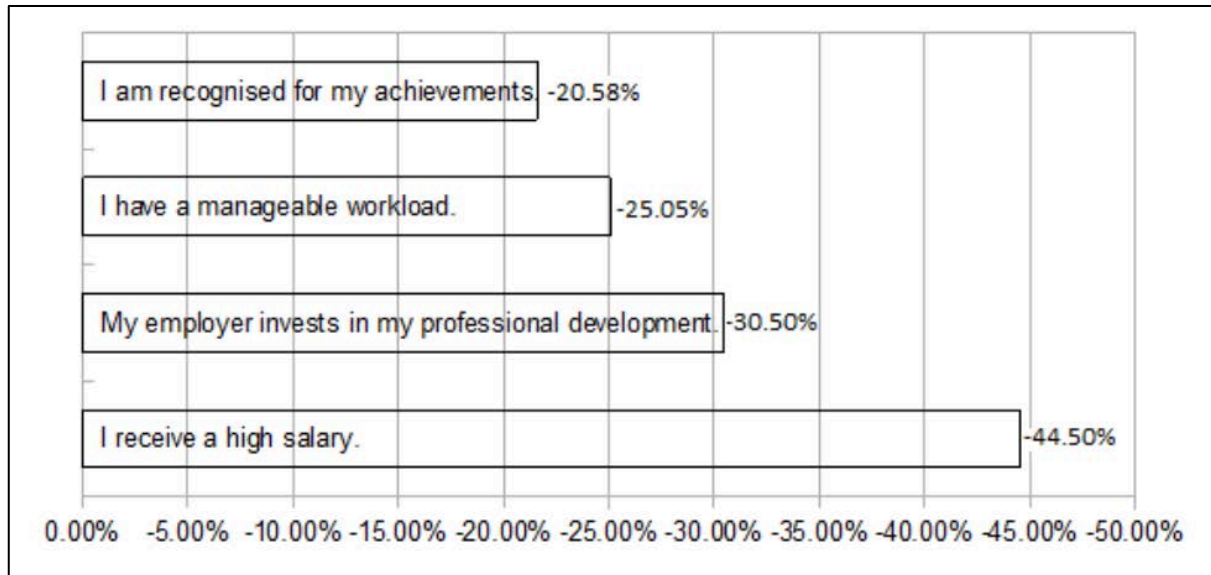 I am recognised for my achievements. -20.58%
I have a manageable workload. -25.05%
My employer invests in my professional development. -30.50%
I receive a high salary. -44.50%
0.00% -5.00% -10.00% -15.00% -20.00% -25.00% -30.00% -35.00% -40.00% -45.00% -50.00%